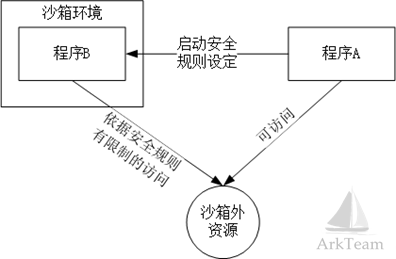 沙箱环境
程序B
启动安全
规则设定
程序A
依据安全规则
有限制的访问
可访问
沙箱外
资源
ArkTeam